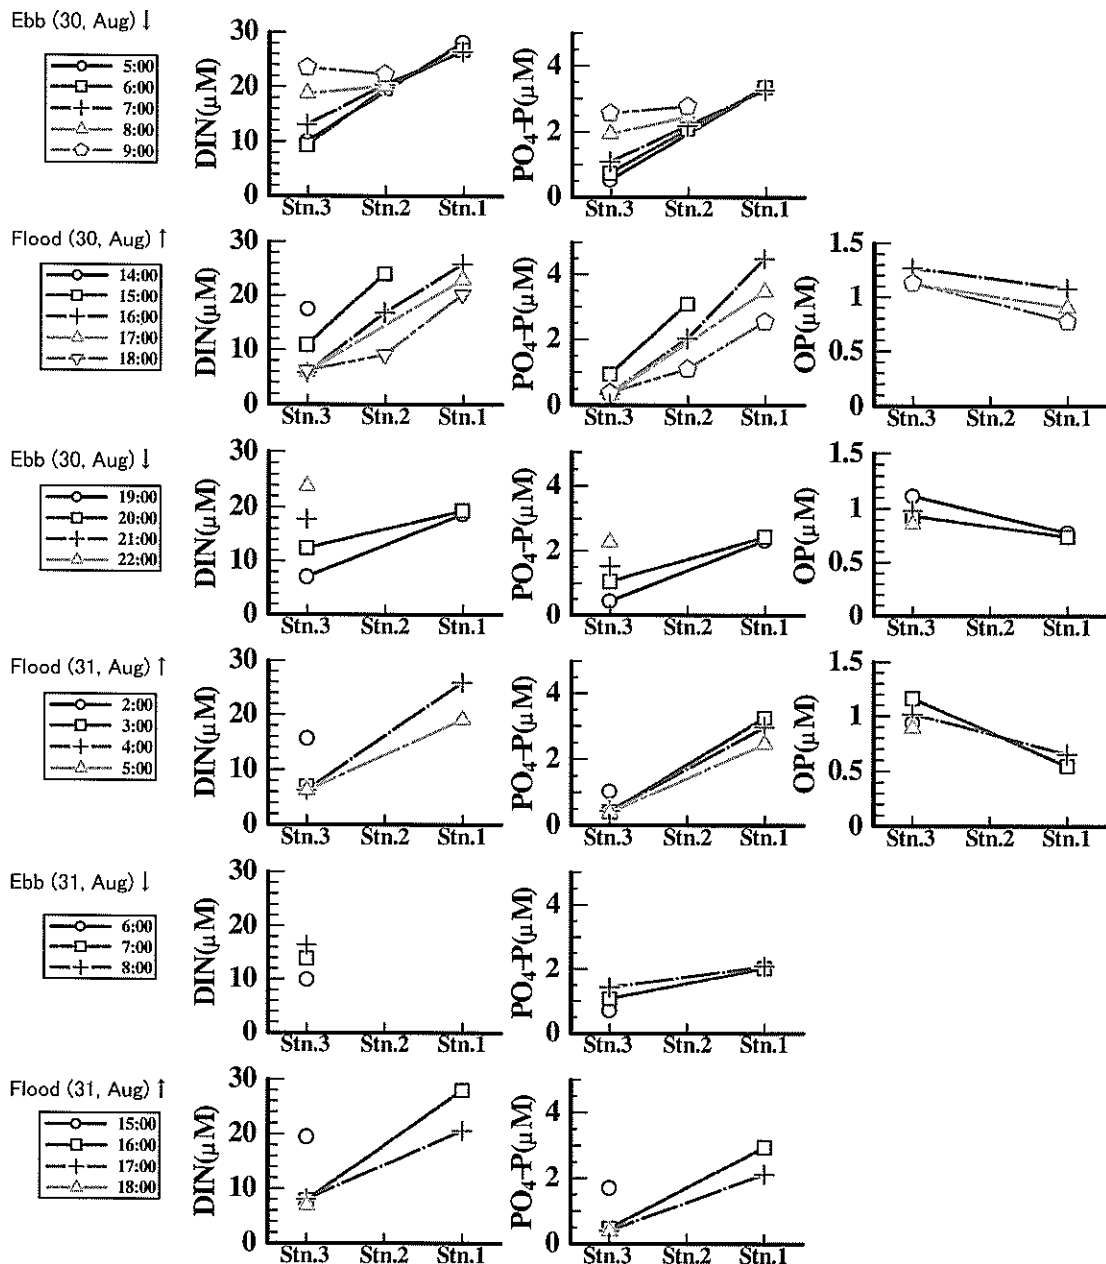 Ebb (30, Aug) ↓
5:00
6:00
7:00
8:00
9:00
DIN(µM)
30
20
10
0
Stn.3 Stn.2 Stn.1
PO4-P(µM)
4
2
0
Stn.3 Stn.2 Stn.1
Flood (30, Aug) ↑
14:00
15:00
16:00
17:00
18:00
DIN(µM)
30
20
10
0
Stn.3 Stn.2 Stn.1
PO4-P(µM)
4
2
0
Stn.3 Stn.2 Stn.1
OP(µM)
1.5
1
0.5
0
Stn.3 Stn.2 Stn.1
Ebb (30, Aug) ↓
19:00
20:00
21:00
22:00
DIN(µM)
30
20
10
0
Stn.3 Stn.2 Stn.1
PO4-P(µM)
4
2
0
Stn.3 Stn.2 Stn.1
OP(µM)
1.5
1
0.5
0
Stn.3 Stn.2 Stn.1
Flood (31, Aug) ↑
2:00
3:00
4:00
5:00
DIN(µM)
30
20
10
0
Stn.3 Stn.2 Stn.1
PO4-P(µM)
4
2
0
Stn.3 Stn.2 Stn.1
OP(µM)
1.5
1
0.5
0
Stn.3 Stn.2 Stn.1
Ebb (31, Aug) ↓
6:00
7:00
8:00
DIN(µM)
30
20
10
0
Stn.3 Stn.2 Stn.1
PO4-P(µM)
4
2
0
Stn.3 Stn.2 Stn.1
Flood (31, Aug) ↑
15:00
16:00
17:00
18:00
DIN(µM)
30
20
10
0
Stn.3 Stn.2 Stn.1
PO4-P(µM)
4
2
0
Stn.3 Stn.2 Stn.1